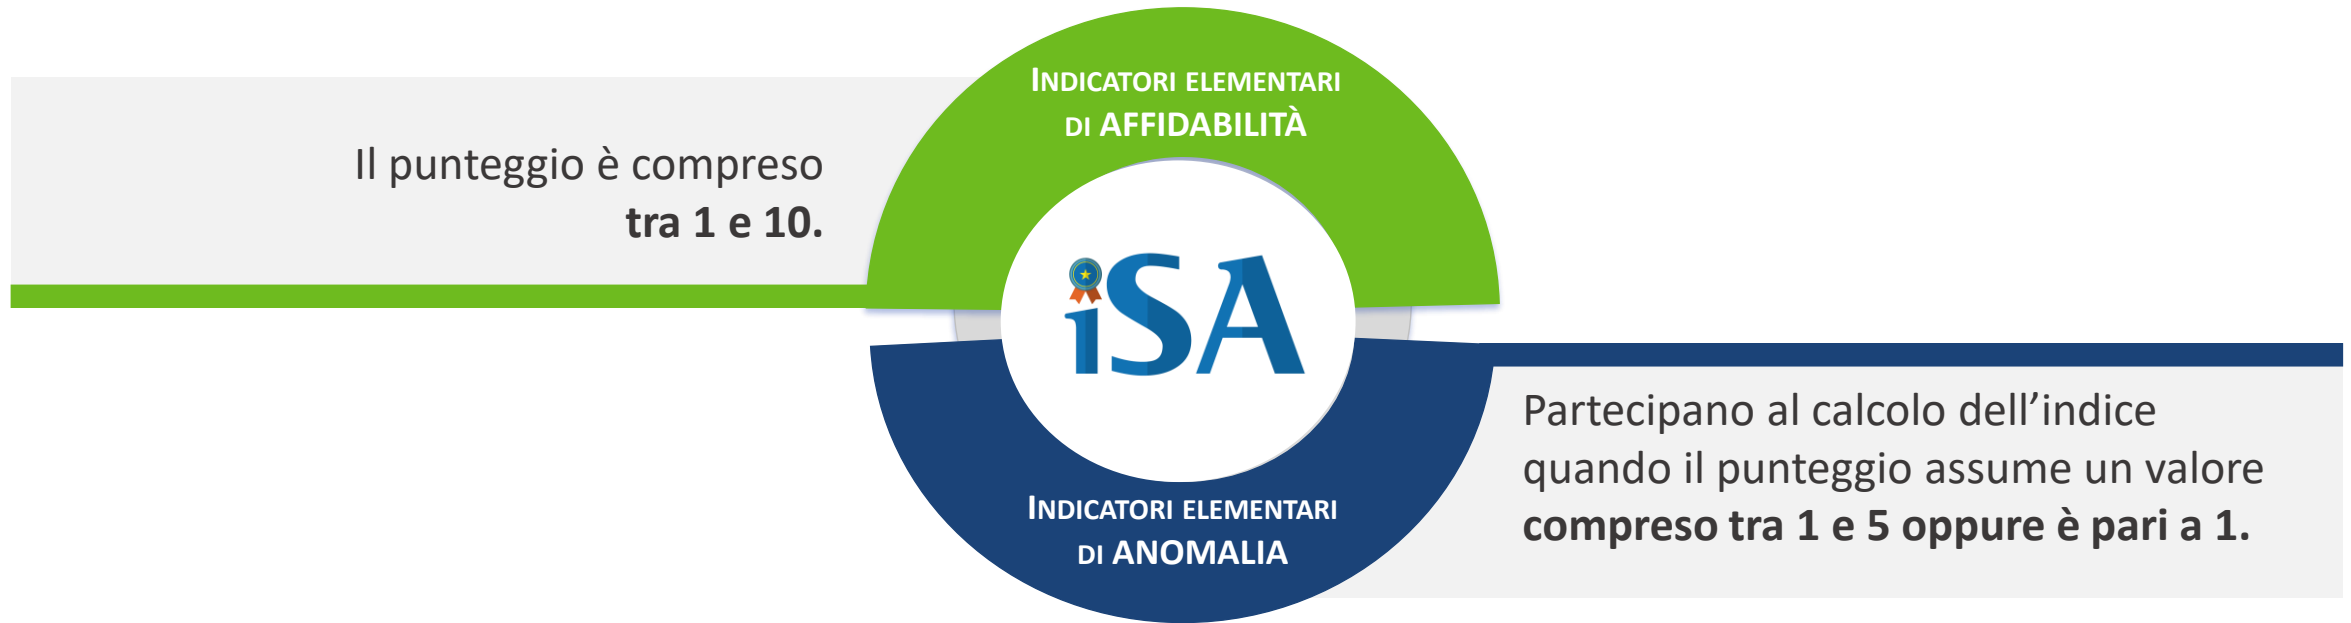 INDICATORI ELEMENTARI
DI AFFIDABILITÀ
Il punteggio è compreso
tra 1 e 10.
iSA
Partecipano al calcolo dell’indice
quando il punteggio assume un valore
compreso tra 1 e 5 oppure è pari a 1.
INDICATORI ELEMENTARI
DI ANOMALIA